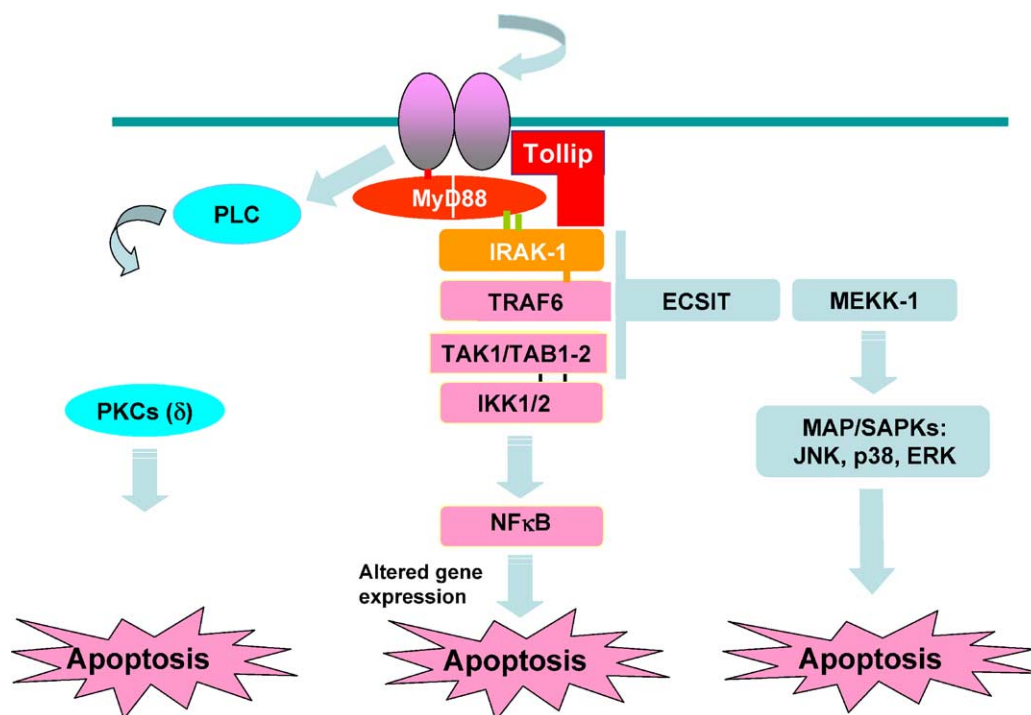 Tollip
MyD88
PLC
IRAK-1
TRAF6
ECSIT
MEKK-1
TAK1/TAB1-2
PKCs (δ)
IKK1/2
MAP/SAPKs:
JNK, p38, ERK
NFκB
Altered gene
expression
Apoptosis
Apoptosis
Apoptosis